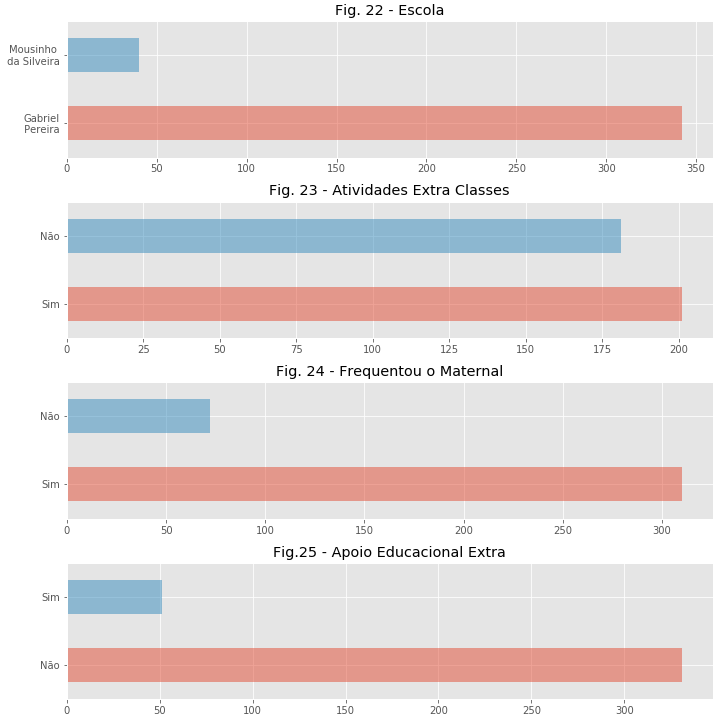 Fig. 22 - Escola
Mousinho
da Silveira
Gabriel
Pereira
0 50 100 150 200 250 300 350
Fig. 23 - Atividades Extra Classes
Não
Sim
0 25 50 75 100 125 150 175 200
Fig. 24 - Frequentou o Maternal
Não
Sim
0 50 100 150 200 250 300
Fig.25 - Apoio Educacional Extra
Sim
Não
0 50 100 150 200 250 300